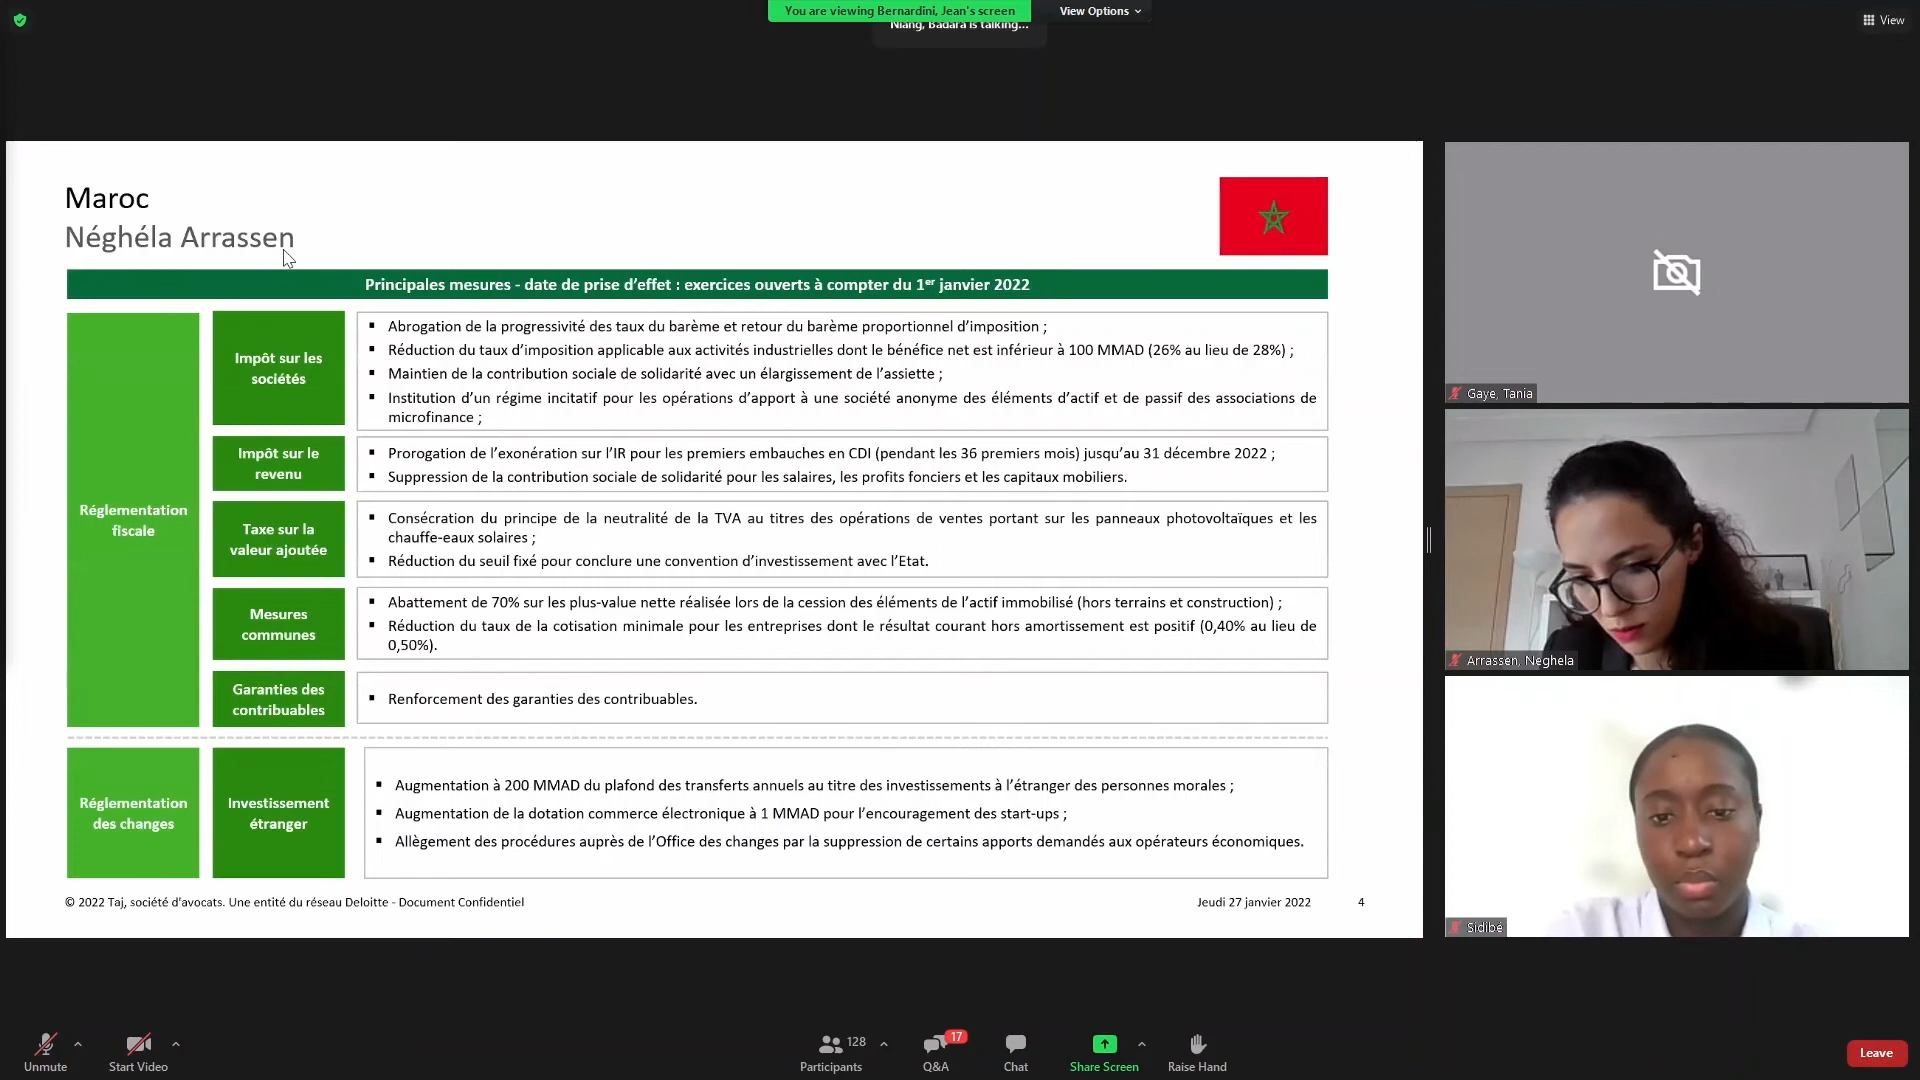 You are viewing Bernardini, Jean's screen
View Options
Niang, Badara is talking...
View
Maroc
Néghéla Arrassen
Principales mesures - date de prise d'effet : exercices ouverts à compter du 1er janvier 2022
Réglementation
fiscale
Impôt sur les
sociétés
▪ Abrogation de la progressivité des taux du barème et retour du barème proportionnel d'imposition ;
▪ Réduction du taux d'imposition applicable aux activités industrielles dont le bénéfice net est inférieur à 100 MMAD (26% au lieu de 28%) ;
▪ Maintien de la contribution sociale de solidarité avec un élargissement de l'assiette ;
▪ Institution d'un régime incitatif pour les opérations d'apport à une société anonyme des éléments d'actif et de passif des associations de
microfinance ;
Impôt sur le
revenu
▪ Prorogation de l'exonération sur l'IR pour les premiers embauches en CDI (pendant les 36 premiers mois) jusqu'au 31 décembre 2022 ;
▪ Suppression de la contribution sociale de solidarité pour les salaires, les profits fonciers et les capitaux mobiliers.
Taxe sur la
valeur ajoutée
▪ Consécration du principe de la neutralité de la TVA au titres des opérations de ventes portant sur les panneaux photovoltaïques et les
chauffe-eaux solaires ;
▪ Réduction du seuil fixé pour conclure une convention d'investissement avec l'Etat.
Mesures
communes
▪ Abattement de 70% sur les plus-value nette réalisée lors de la cession des éléments de l'actif immobilisé (hors terrains et construction) ;
▪ Réduction du taux de la cotisation minimale pour les entreprises dont le résultat courant hors amortissement est positif (0,40% au lieu de
0,50%).
Garanties des
contribuables
▪ Renforcement des garanties des contribuables.
Réglementation
des changes
Investissement
étranger
▪ Augmentation à 200 MMAD du plafond des transferts annuels au titre des investissements à l'étranger des personnes morales ;
▪ Augmentation de la dotation commerce électronique à 1 MMAD pour l'encouragement des start-ups ;
▪ Allègement des procédures auprès de l'Office des changes par la suppression de certains apports demandés aux opérateurs économiques.
© 2022 Taj, société d'avocats. Une entité du réseau Deloitte - Document Confidentiel
Jeudi 27 janvier 2022
4
Gaye, Tania
Arrassen, Neghela
Sidibé
Unmute
Start Video
128
Participants
17
Q&A
Chat
Share Screen
Raise Hand
Leave